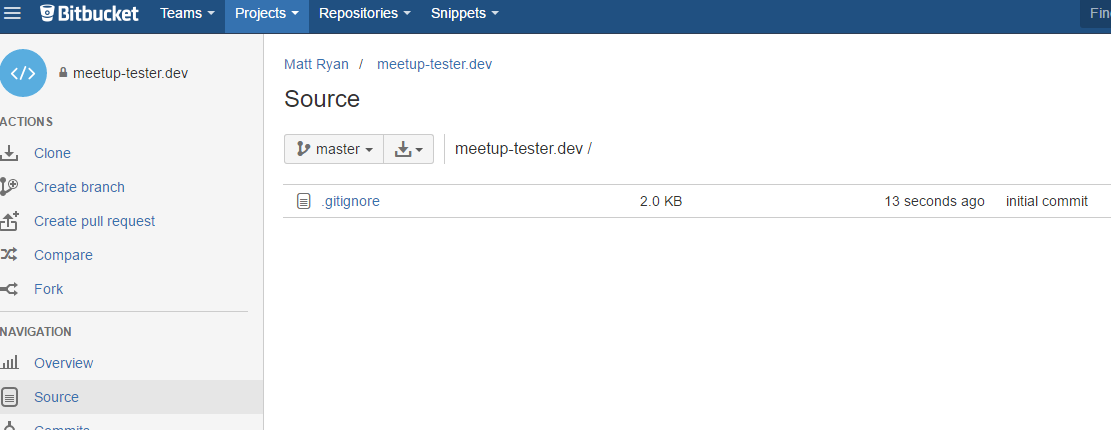 Bitbucket Teams Projects Repositories Snippets Fin
meetup-tester.dev
Matt Ryan / meetup-tester.dev
Source
ACTIONS
Clone
Create branch
Create pull request
Compare
Fork
master meetup-tester.dev /
.gitignore 2.0 KB 13 seconds ago initial commit
NAVIGATION
Overview
Source
Commits